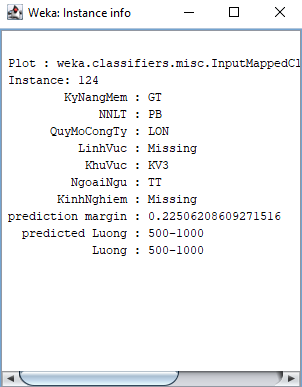 Weka: Instance info
Plot : weka.classifiers.misc.InputMappedCl
Instance: 124
KyNangMem : GT
NNLT : PB
QuyMoCongTy : LON
LinhVuc : Missing
KhuVuc : KV3
NgoaiNgu : TT
KinhNghiem : Missing
prediction margin : 0.22506208609271516
predicted Luong : 500-1000
Luong : 500-1000